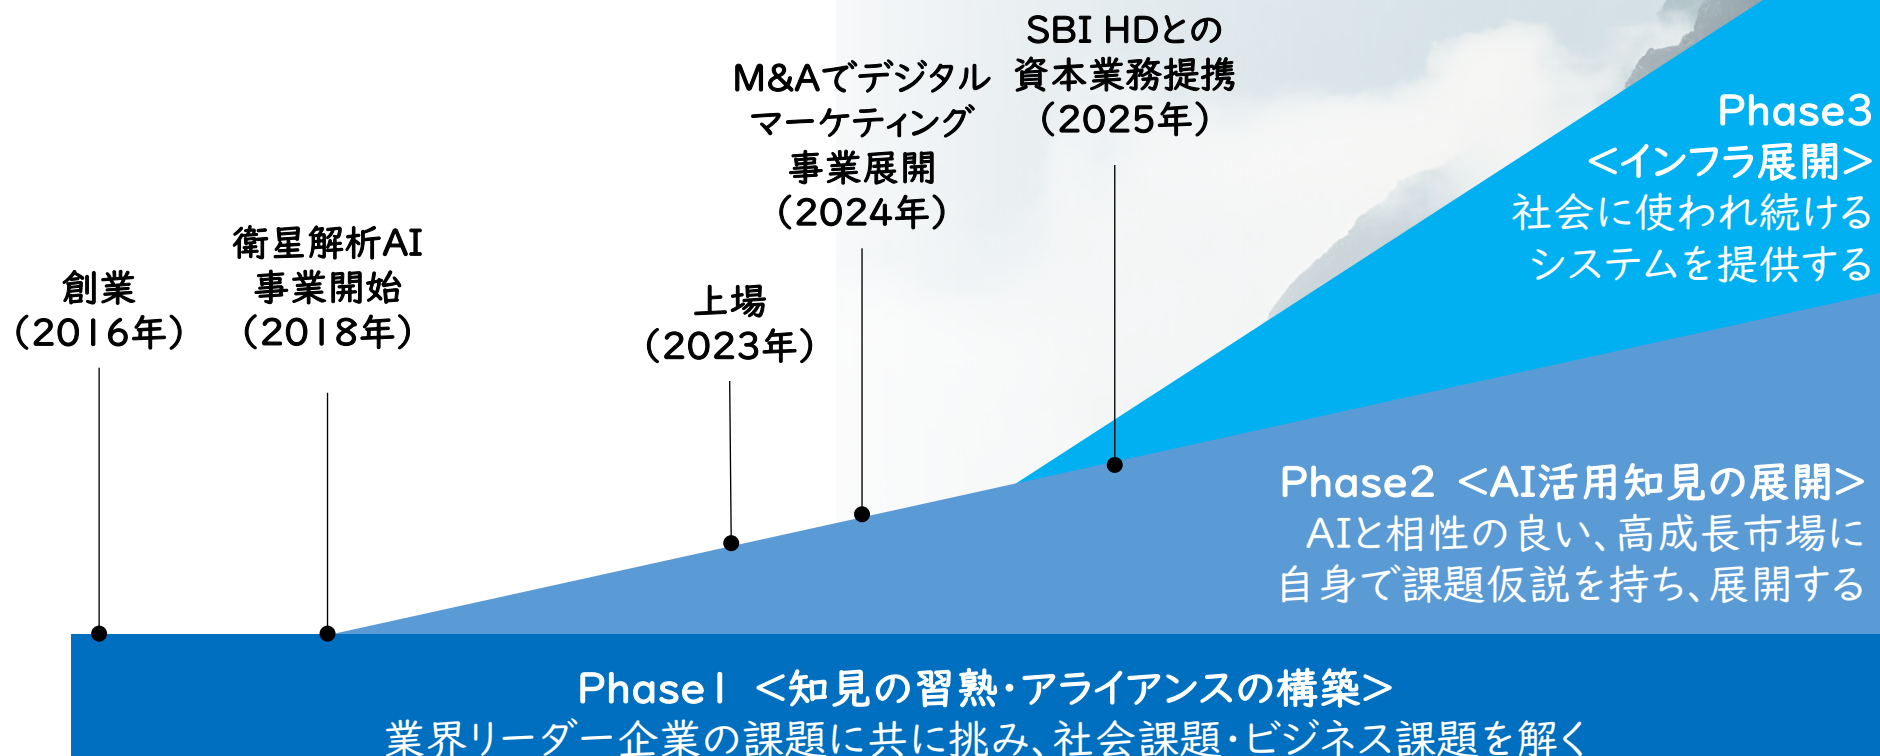 創業
(2016年)
衛星解析AI
事業開始
(2018年)
上場
(2023年)
M&Aでデジタル
マーケティング
事業展開
(2024年)
SBI HDとの
資本業務提携
(2025年)
Phase3
<インフラ展開>
社会に使われ続ける
システムを提供する
Phase2 <AI活用知見の展開>
AIと相性の良い、高成長市場に
自身で課題仮説を持ち、展開する
Phase1 <知見の習熟・アライアンスの構築>
業界リーダー企業の課題に共に挑み、社会課題・ビジネス課題を解く